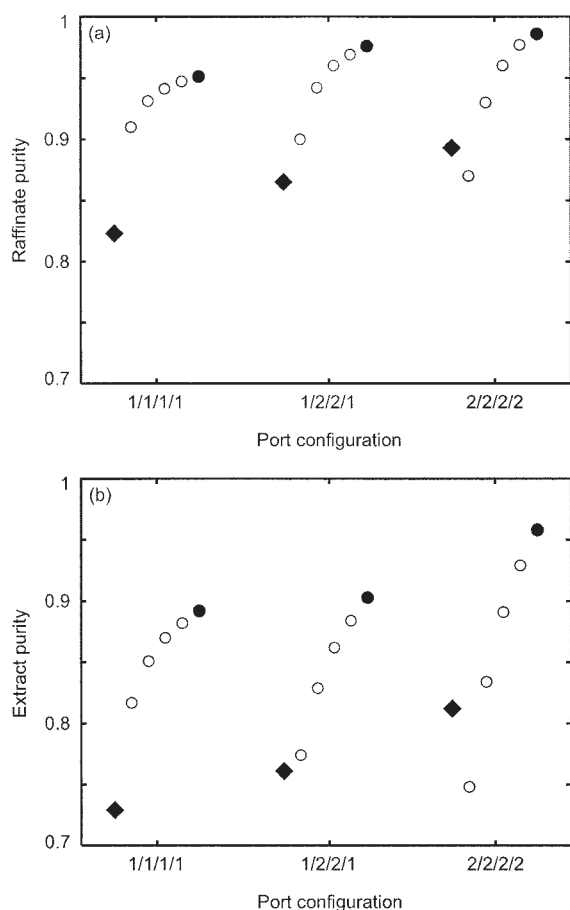 (a)
1
0.9
0.8
0.7
Raffinate purity
1/1/1/1 1/2/2/1 2/2/2/2
Port configuration
(b)
1
0.9
0.8
0.7
Extract purity
1/1/1/1 1/2/2/1 2/2/2/2
Port configuration